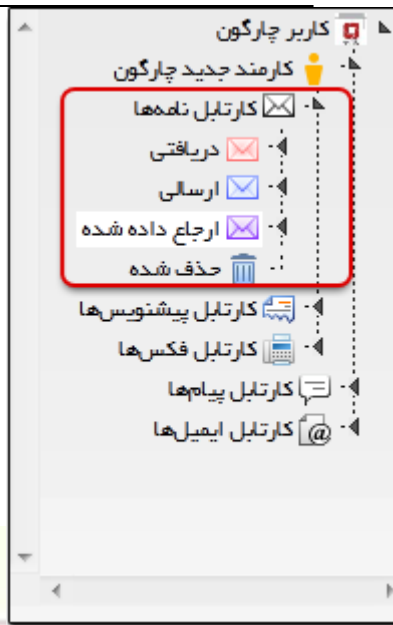 کاربر چارگون
کارمند جدید چارگون
کارتابل نامه‌ها
دریافتی
ارسالی
ارجاع داده شده
حذف شده
کارتابل پیشنویس‌ها
کارتابل فکس‌ها
کارتابل پیام‌ها
کارتابل ایمیل‌ها